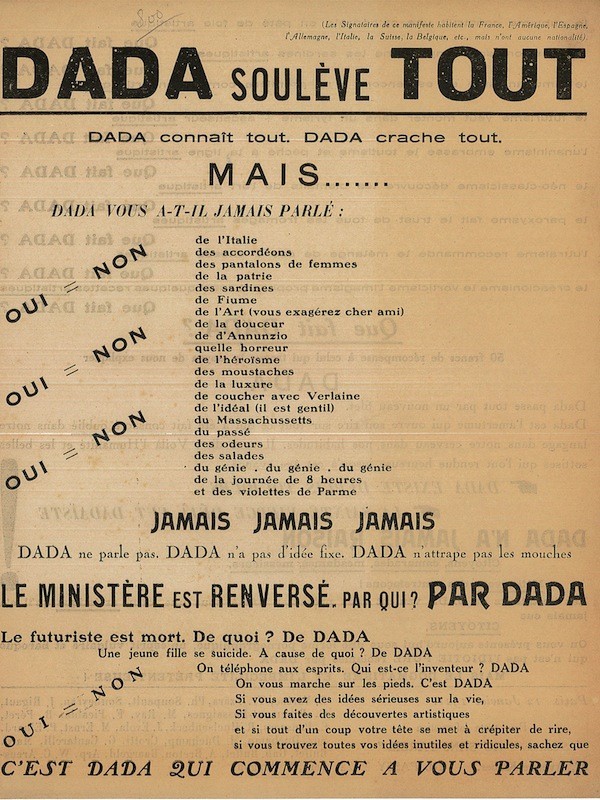 (Les Signataires de ce manifeste habitent la France, l'Amérique, l'Espagne,
l'Allemagne, l'Italie, la Suisse, la Belgique, etc., mais n'ont aucune nationalité).
DADA SOULÈVE TOUT
DADA connaît tout. DADA crache tout.
MAIS.......
DADA VOUS A-T-IL JAMAIS PARLÉ :
de l'Italie
des accordéons
des pantalons de femmes
de la patrie
des sardines
de Fiume
de l'Art (vous exagérez cher ami)
de la douceur
de d'Annunzio
quelle horreur
de l'héroïsme
des moustaches
de la luxure
de coucher avec Verlaine
de l'idéal (il est gentil)
du Massachussetts
du passé
des odeurs
des salades
du génie . du génie . du génie
de la journée de 8 heures
et des violettes de Parme
OUI = NON
OUI = NON
OUI = NON
JAMAIS JAMAIS JAMAIS
DADA ne parle pas. DADA n'a pas d'idée fixe. DADA n'attrape pas les mouches
LE MINISTÈRE EST RENVERSÉ. PAR QUI ? PAR DADA
Le futuriste est mort. De quoi ? De DADA
Une jeune fille se suicide. A cause de quoi ? De DADA
On téléphone aux esprits. Qui est-ce l'inventeur ? DADA
On vous marche sur les pieds. C'est DADA
Si vous avez des idées sérieuses sur la vie,
Si vous faites des découvertes artistiques
et si tout d'un coup votre tête se met à crépiter de rire,
si vous trouvez toutes vos idées inutiles et ridicules, sachez que
OUI = NON
C'EST DADA QUI COMMENCE A VOUS PARLER